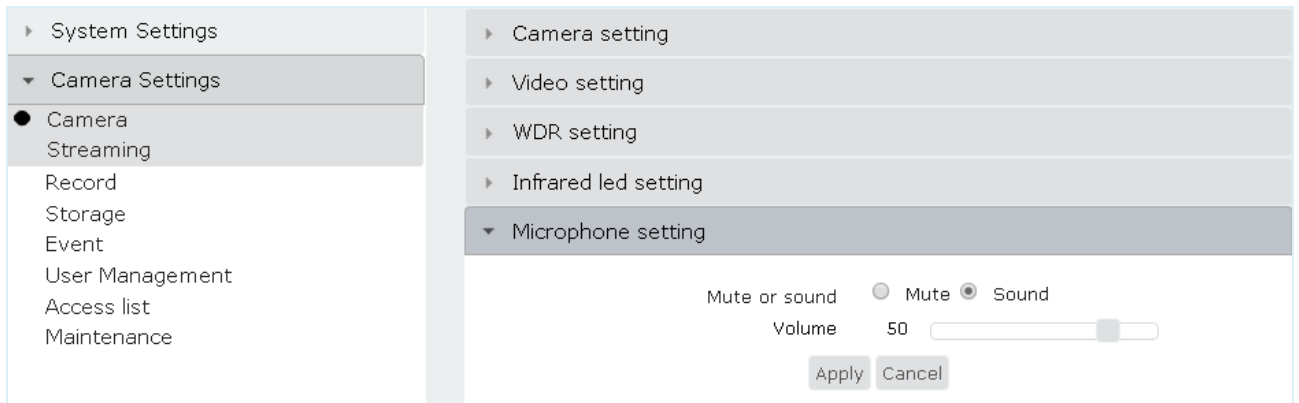 System Settings
Camera Settings
Camera
Streaming
Record
Storage
Event
User Management
Access list
Maintenance
Camera setting
Video setting
WDR setting
Infrared led setting
Microphone setting
Mute or sound Mute Sound
Volume 50
Apply Cancel